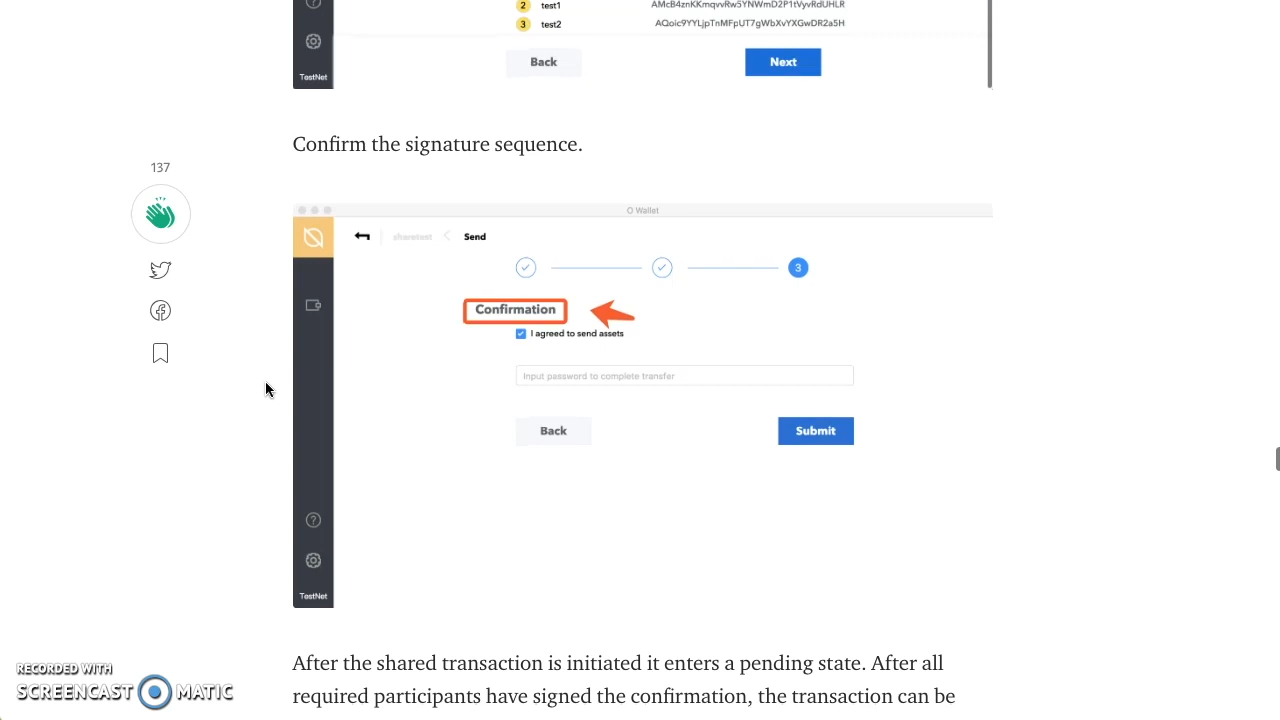 2 test1 AMcB4znKKmqvvRw5YNWmD2P1tVyvRdUHLR
3 test2 AQoic9YYLjpTnMFpUT7gWbXvYXGwDR2a5H
Back Next
TestNet
Confirm the signature sequence.
137
O Wallet
sharetest < Send
3
Confirmation
I agreed to send assets
Input password to complete transfer
Back Submit
TestNet
After the shared transaction is initiated it enters a pending state. After all
required participants have signed the confirmation, the transaction can be
RECORDED WITH
SCREENCAST MATIC